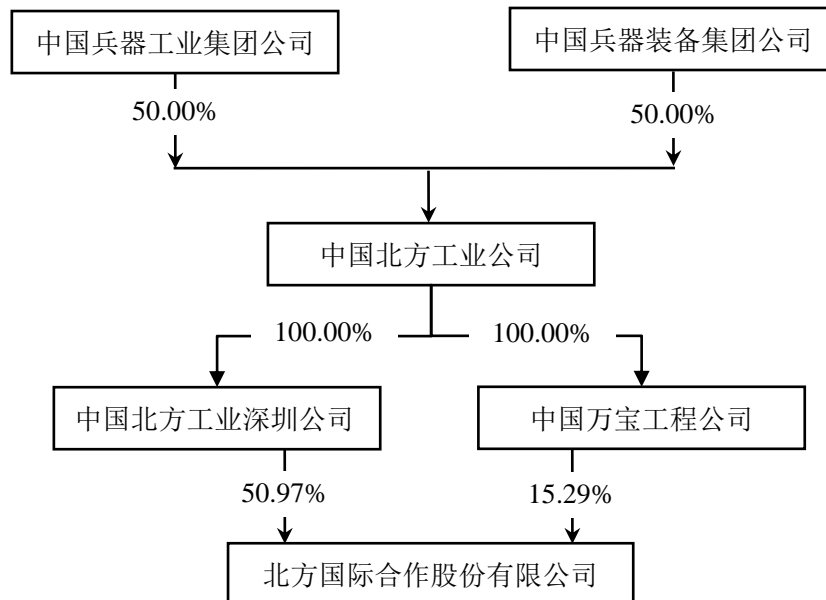 中国兵器工业集团公司
中国兵器装备集团公司
50.00%
50.00%
中国北方工业公司
100.00%
100.00%
中国北方工业深圳公司
中国万宝工程公司
50.97%
15.29%
北方国际合作股份有限公司